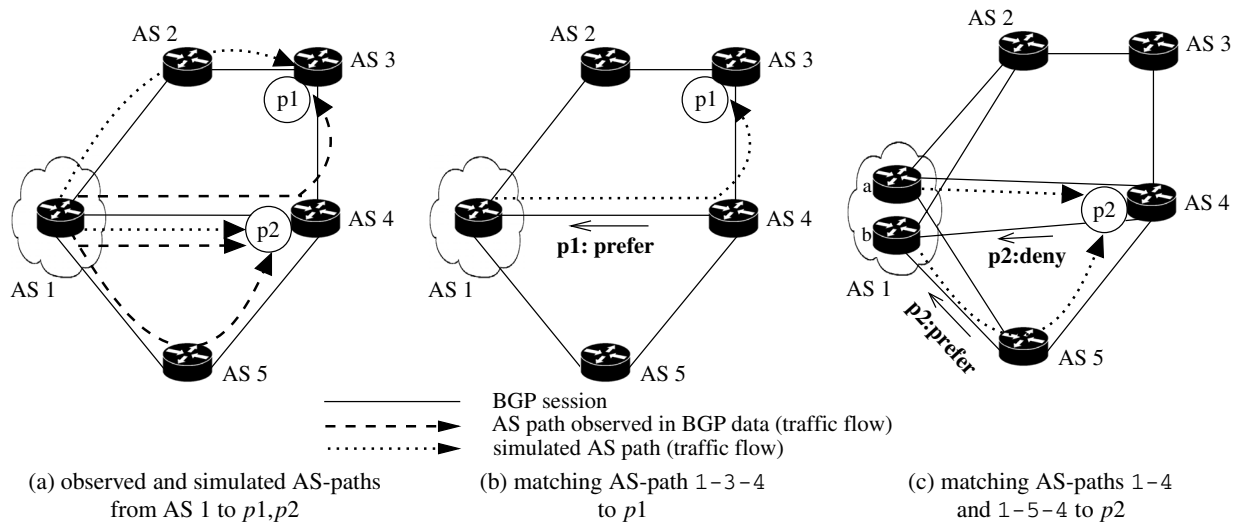 AS 2
AS 3
p1
AS 1
p2
AS 4
AS 5
AS 2
AS 3
p1
AS 1
AS 4
p1: prefer
AS 5
AS 2
AS 3
a
b
p2
AS 4
AS 1
p2:deny
p2:prefer
AS 5
BGP session
AS path observed in BGP data (traffic flow)
simulated AS path (traffic flow)
(a) observed and simulated AS-paths
from AS 1 to p1,p2
(b) matching AS-path 1-3-4
to p1
(c) matching AS-paths 1-4
and 1-5-4 to p2